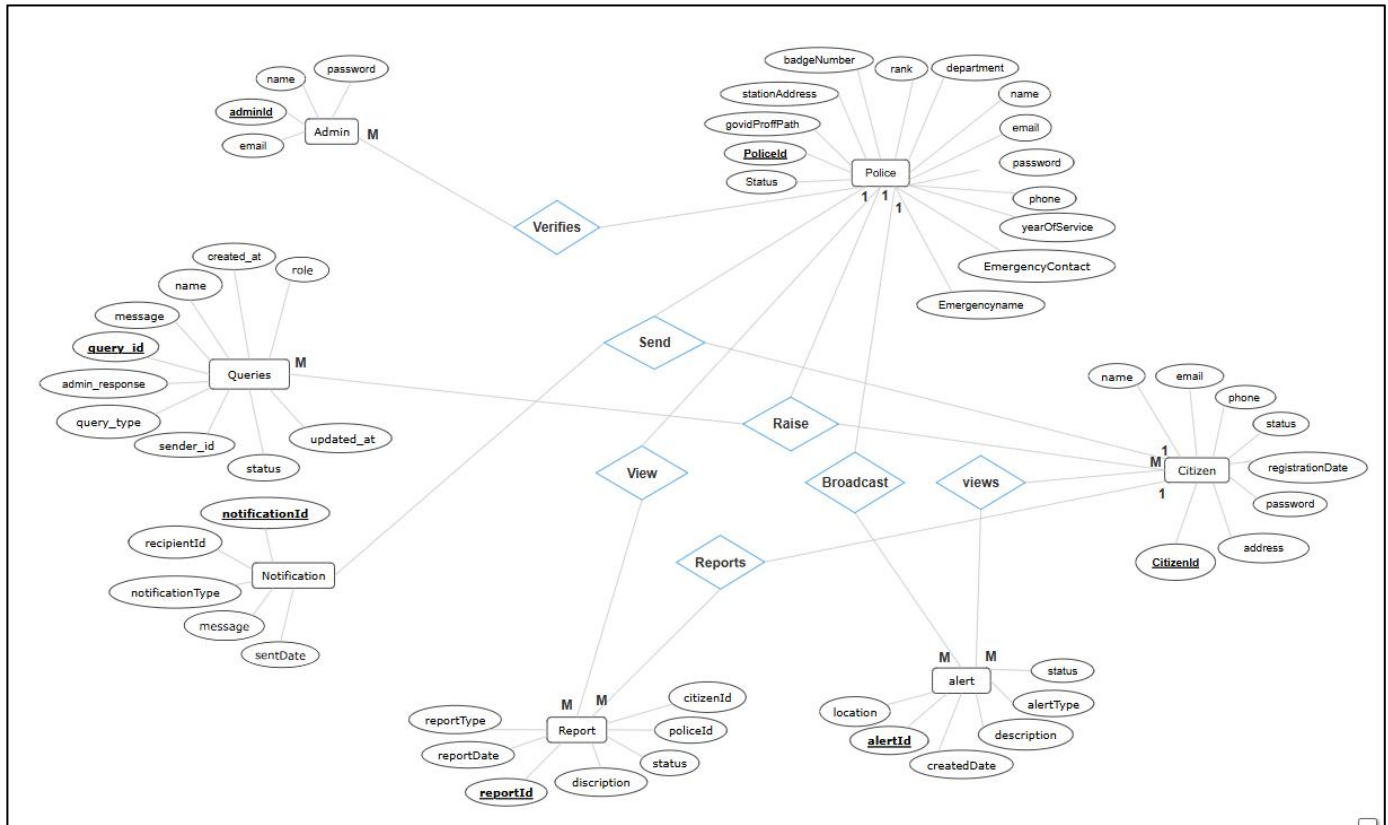 password
name
adminId
email
Admin
M
badgeNumber
rank
department
stationAddress
name
govidProffPath
email
PoliceId
password
Status
Police
phone
yearOfService
EmergencyContact
Emergencyname
1
1
1
Verifies
created_at
role
name
message
query_id
M
admin_response
Queries
query_type
sender_id
updated_at
status
Send
Raise
View
Broadcast
views
Reports
name
email
phone
status
1
M
Citizen
registrationDate
1
password
address
CitizenId
notificationId
recipientId
Notification
notificationType
message
sentDate
M
M
citizenId
reportType
Report
policeId
reportDate
status
discription
reportId
M
M
status
alert
alertType
location
description
alertId
createdDate